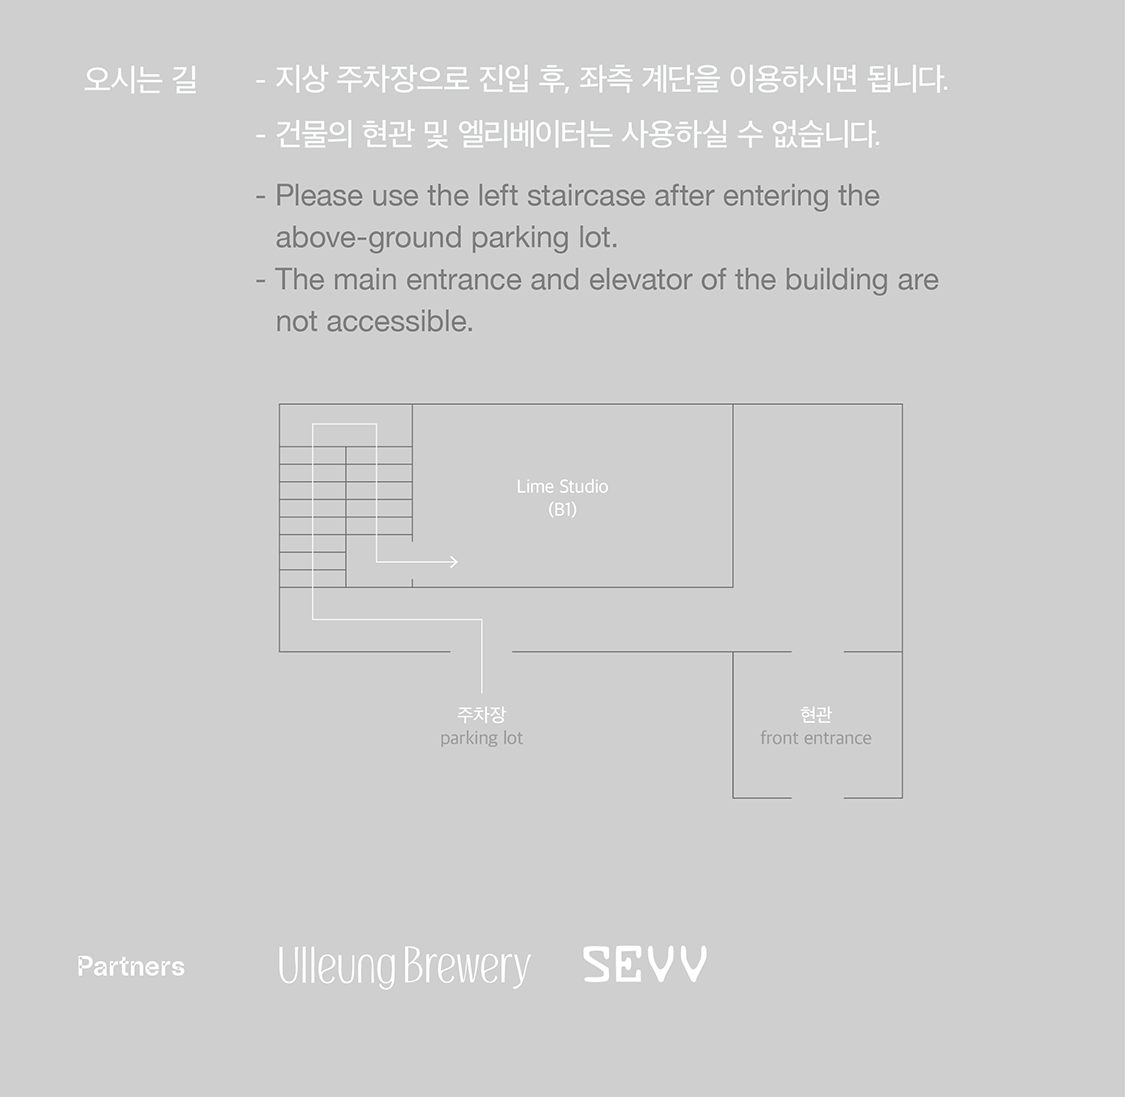 오시는 길
- 지상 주차장으로 진입 후, 좌측 계단을 이용하시면 됩니다.
- 건물의 현관 및 엘리베이터는 사용하실 수 없습니다.
- Please use the left staircase after entering the
above-ground parking lot.
- The main entrance and elevator of the building are
not accessible.
Lime Studio
(B1)
주차장
parking lot
현관
front entrance
Partners
Ulleung Brewery
SEVV